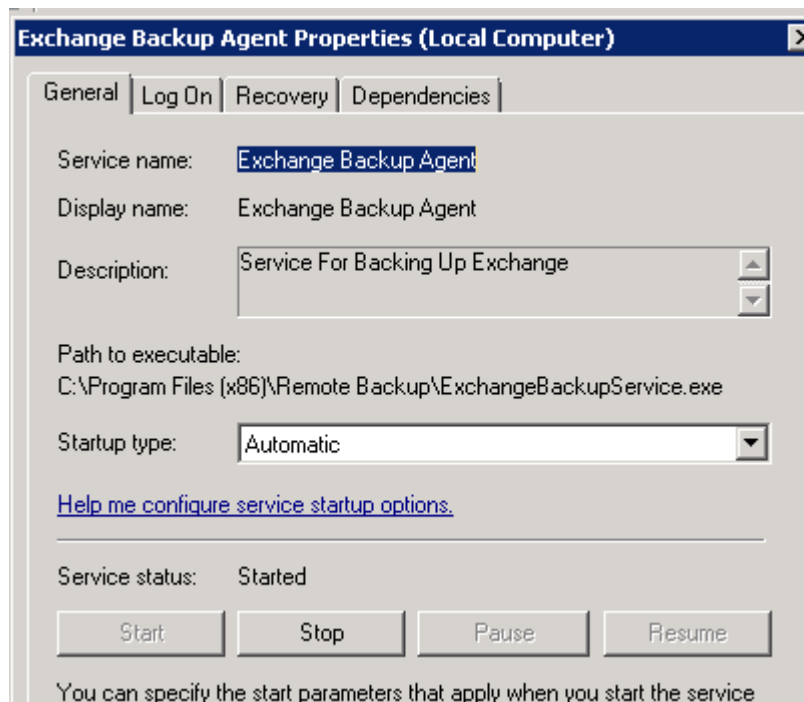 Exchange Backup Agent Properties (Local Computer)
General Log On Recovery Dependencies
Service name: Exchange Backup Agent
Display name: Exchange Backup Agent
Description: Service For Backing Up Exchange
Path to executable:
C:\Program Files (x86)\Remote Backup\ExchangeBackupService.exe
Startup type: Automatic
Help me configure service startup options.
Service status: Started
Start Stop Pause Resume
You can specify the start parameters that apply when you start the service